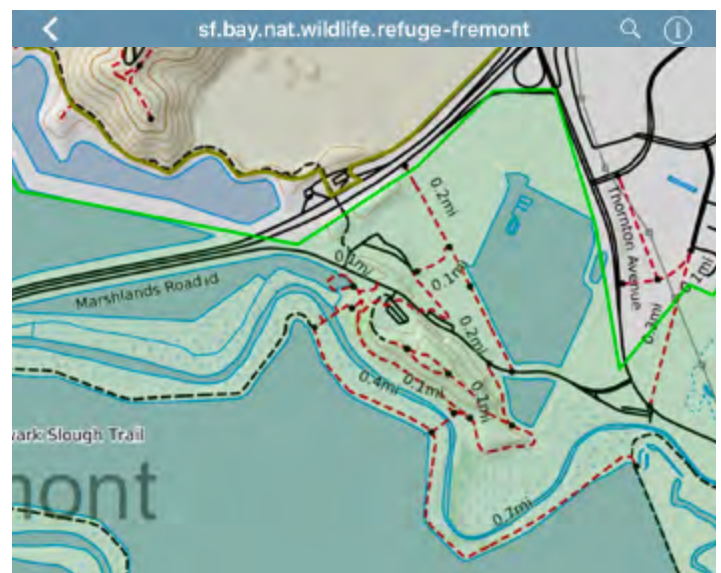 sf.bay.nat.wildlife.refuge-fremont
0.2mi
Thornton Avenue
0.1mi
0.1mi
0.1mi
Marshlands Road
0.2mi
0.3mi
0.4mi
0.1mi
0.1mi
ark Slough Trail
mont
0.7mi